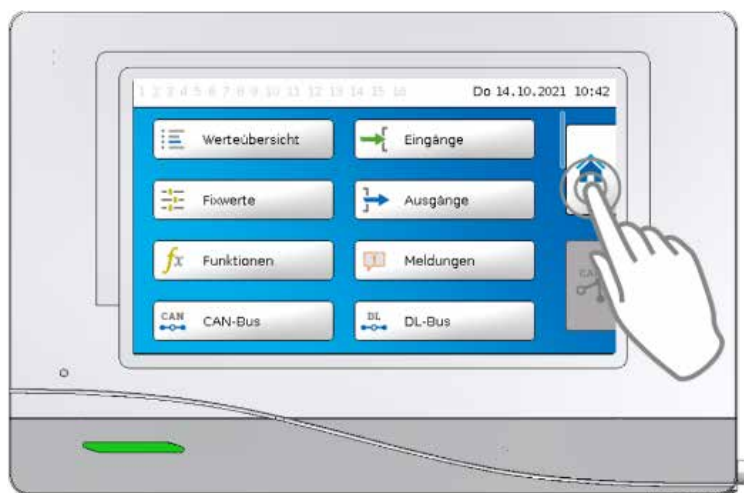 1 2 3 4 5 6 7 8 9 10 11 12 13 14 15 16 Do 14.10.2021 10:42
Werteübersicht Eingänge
Fixwerte Ausgänge
Funktionen Meldungen
CAN CAN-Bus DL DL-Bus